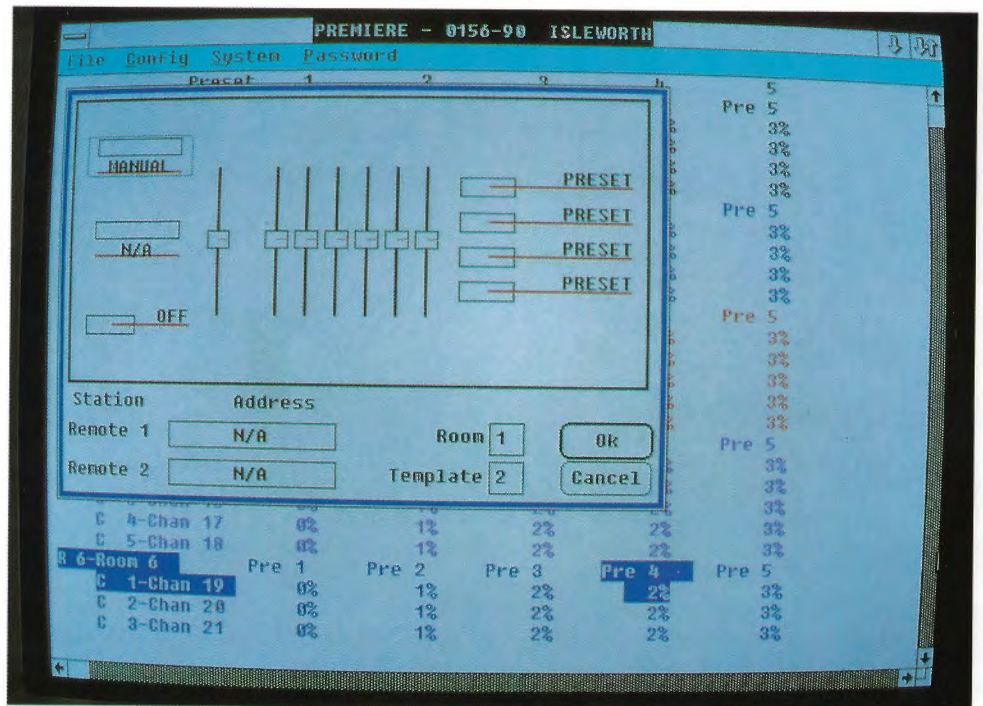 PREMIERE - 0156-90 ISLEWORTH
File Config System Password
Preset 1 2 3 4 5
Pre 5
3%
3%
3%
3%
Pre 5
3%
3%
3%
3%
Pre 5
3%
3%
3%
3%
3%
Pre 5
3%
3%
MANUAL
N/A
OFF
PRESET
PRESET
PRESET
PRESET
Station Address
Remote 1 N/A
Remote 2 N/A
Room 1
Template 2
Ok
Cancel
3%
C 4-Chan 17 0% 1% 2% 2% 3%
C 5-Chan 18 0% 1% 2% 2% 3%
R 6-Room 6 Pre 1 Pre 2 Pre 3 Pre 4 Pre 5
C 1-Chan 19 0% 1% 2% 2% 3%
C 2-Chan 20 0% 1% 2% 2% 3%
C 3-Chan 21 0% 1% 2% 2% 3%